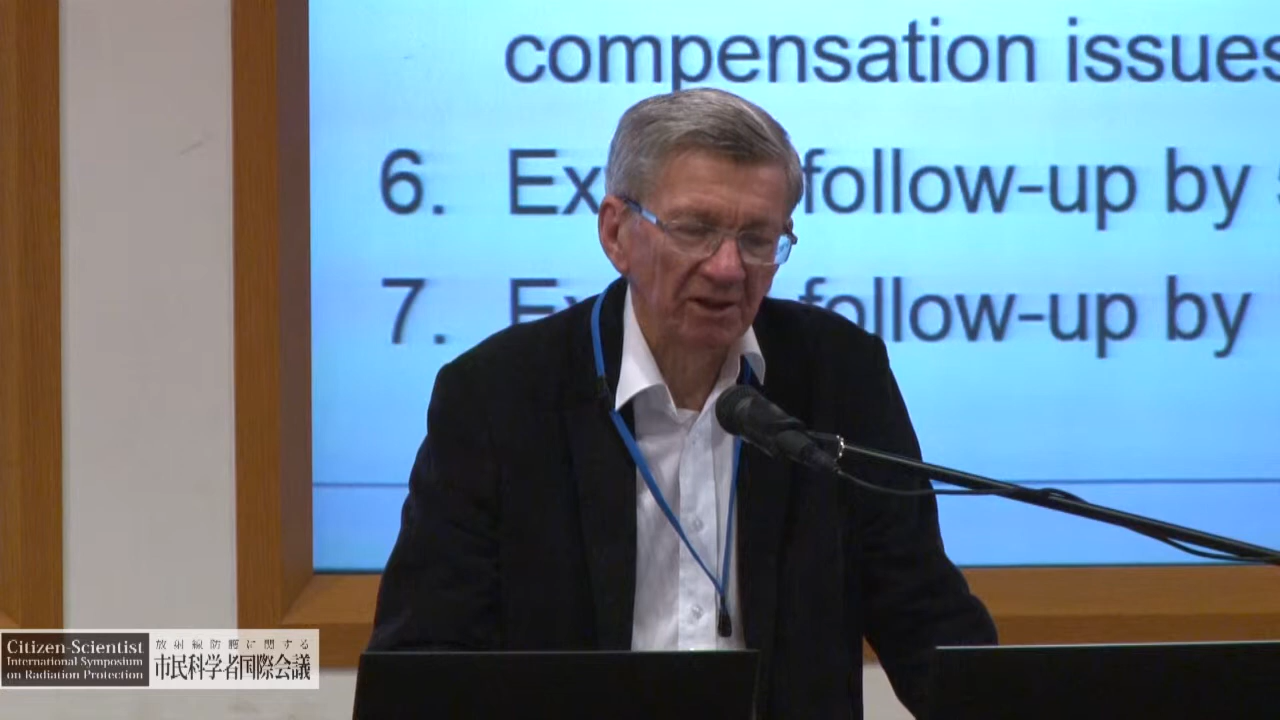 compensation issues
6. Ex follow-up by
7. Ex follow-up by
Citizen-Scientist
International Symposium
on Radiation Protection
放射線防護に関する
市民科学者国際会議